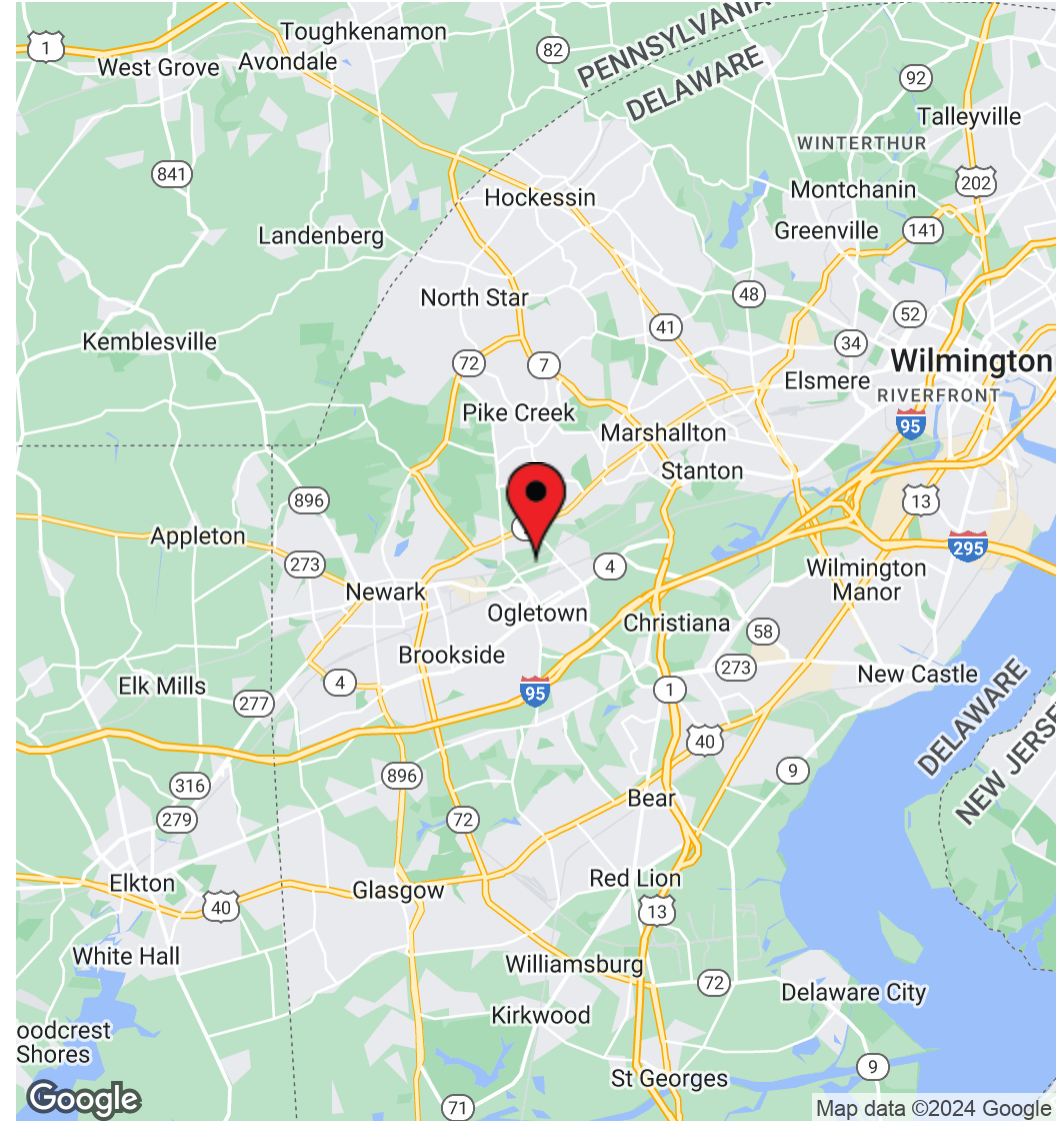 Toughkenamon
1
82
PENNSYLVANIA
DELAWARE
West Grove
Avondale
92
Talleyville
WINTERTHUR
841
202
Montchanin
Hockessin
Greenville
141
Landenberg
North Star
48
52
41
34
Kemblesville
Wilmington
72
7
Elsmere
RIVERFRONT
Pike Creek
95
Marshallton
Stanton
896
13
Appleton
295
273
4
Wilmington
Manor
Newark
Ogletown
Christiana
58
Brookside
273
New Castle
Elk Mills
4
1
277
95
DELAWARE
NEW JERSE
40
896
9
316
Bear
279
72
Elkton
Glasgow
Red Lion
40
13
White Hall
Williamsburg
72
Delaware City
Kirkwood
oodcrest
Shores
9
St Georges
71
Google
Map data ©2024 Google